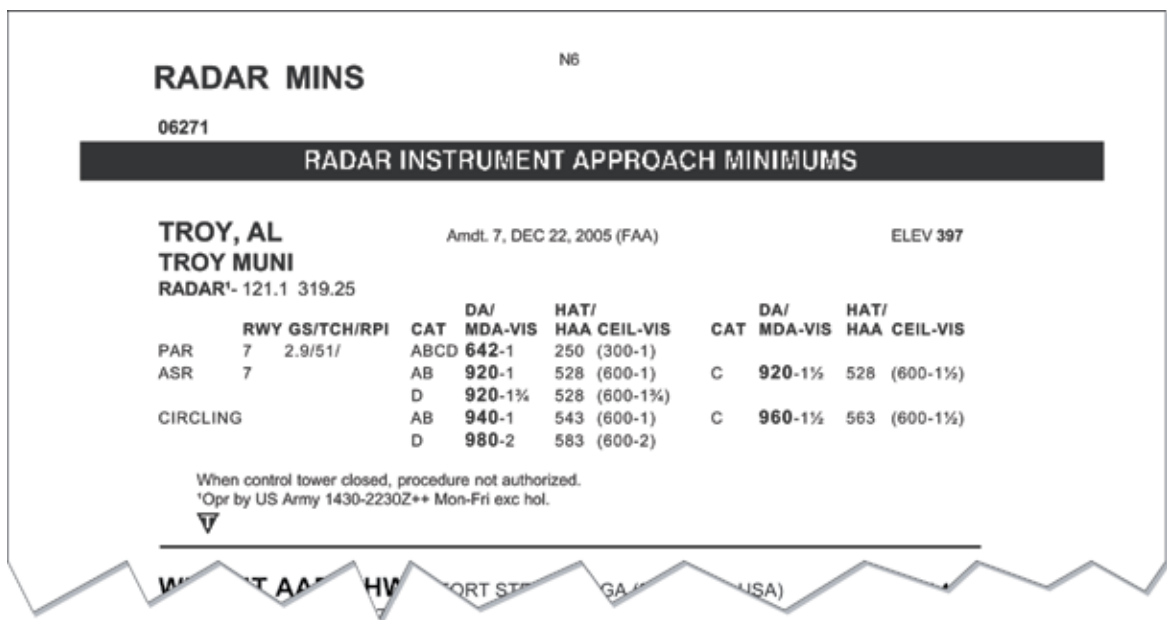 N6
RADAR MINS
06271
RADAR INSTRUMENT APPROACH MINIMUMS
TROY, AL Amdt. 7, DEC 22, 2005 (FAA) ELEV 397
TROY MUNI
RADAR¹- 121.1 319.25
DA/ HAT/ DA/ HAT/
RWY GS/TCH/RPI CAT MDA-VIS HAA CEIL-VIS CAT MDA-VIS HAA CEIL-VIS
PAR 7 2.9/51/ ABCD 642-1 250 (300-1)
ASR 7 AB 920-1 528 (600-1) C 920-1½ 528 (600-1½)
D 920-1¾ 528 (600-1¾)
CIRCLING AB 940-1 543 (600-1) C 960-1½ 563 (600-1½)
D 980-2 583 (600-2)
When control tower closed, procedure not authorized.
¹Opr by US Army 1430-2230Z++ Mon-Fri exc hol.
T